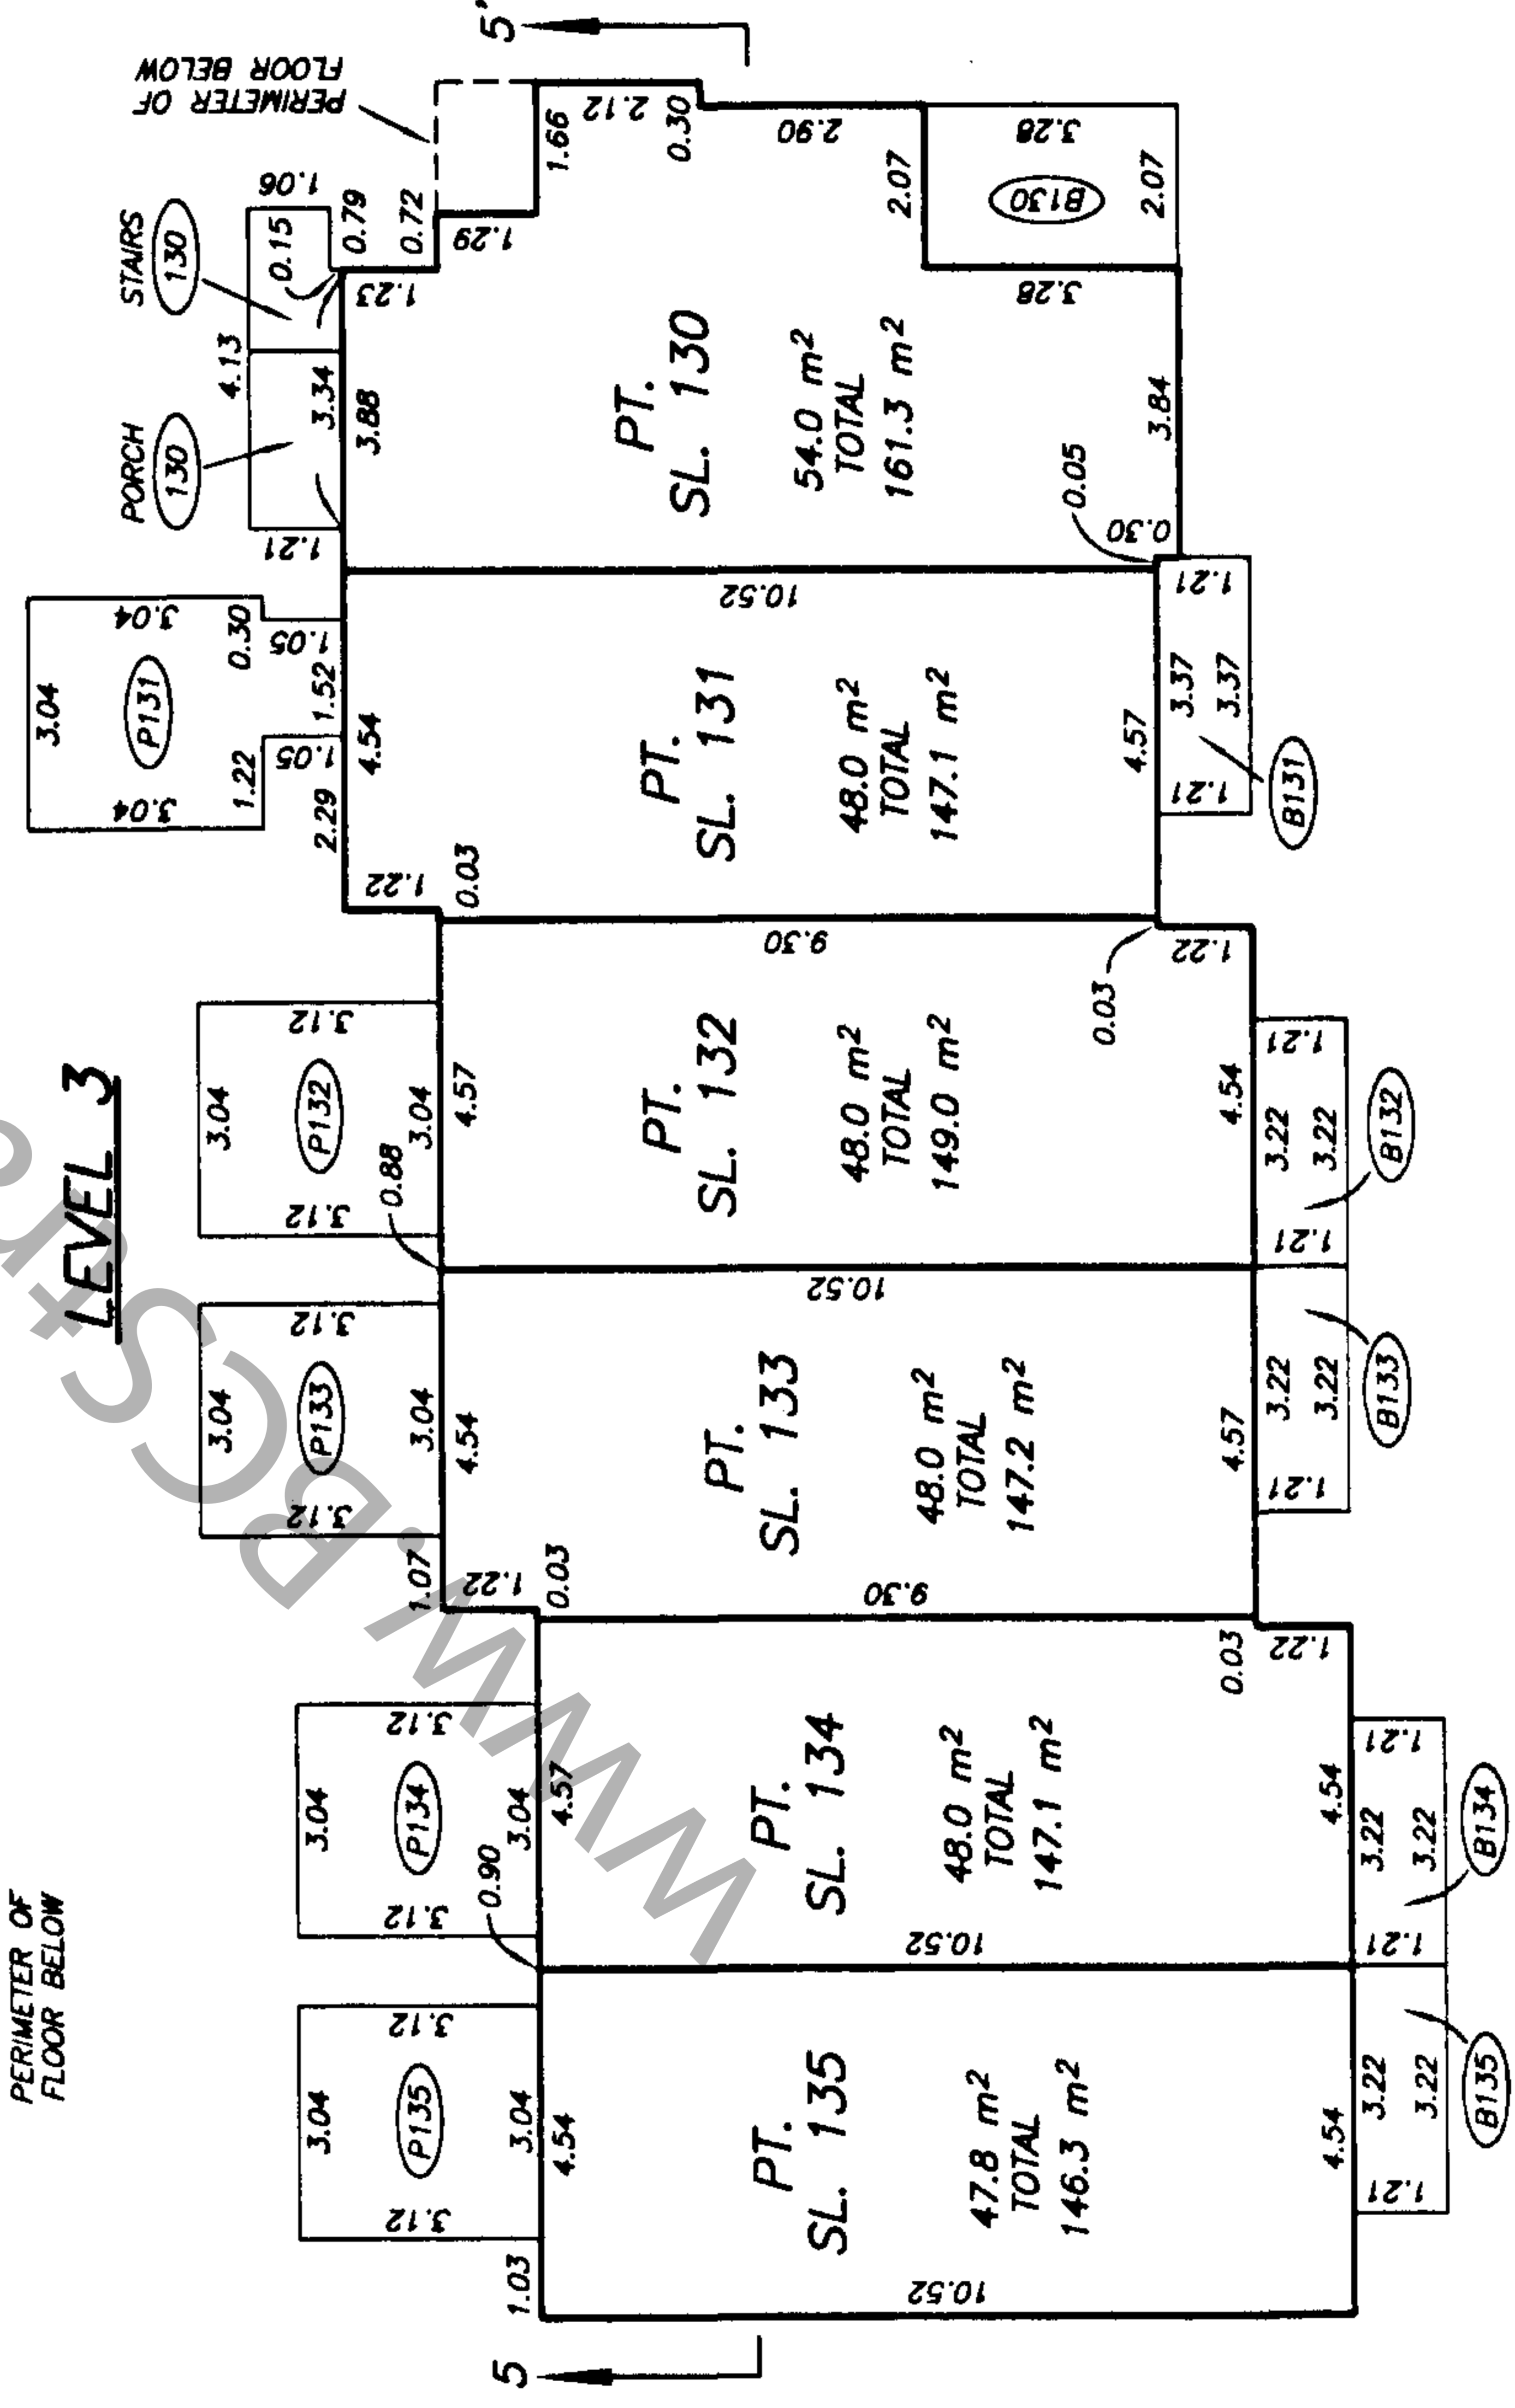 LEVEL 3
PERIMETER OF
FLOOR BELOW
5
1.03
3.04
P135
3.12
3.12
3.04
4.54
10.52
PT.
SL. 135
47.8 m²
TOTAL
146.3 m²
4.54
3.22
3.22
1.21
B135
0.90
3.04
P134
3.12
3.12
3.04
4.57
10.52
PT.
SL. 134
48.0 m²
TOTAL
147.1 m²
0.03
1.22
4.54
3.22
3.22
1.21
1.21
B134
1.07
3.04
P133
3.12
3.12
3.04
4.54
1.22
0.03
9.30
PT.
SL. 133
48.0 m²
TOTAL
147.2 m²
4.57
3.22
3.22
1.21
B133
0.88
3.04
P132
3.12
3.12
3.04
4.57
10.52
PT.
SL. 132
48.0 m²
TOTAL
149.0 m²
0.03
1.22
4.54
3.22
3.22
1.21
1.21
B132
3.04
P131
3.04
3.04
1.22
0.30
1.05
1.05
1.52
2.29
4.54
1.22
0.03
9.30
PT.
SL. 131
48.0 m²
TOTAL
147.1 m²
4.57
3.37
3.37
1.21
1.21
B131
10.52
PORCH
130
STAIRS
130
1.21
4.13
3.34
0.15
1.06
0.79
3.88
1.23
0.72
1.29
PERIMETER OF
FLOOR BELOW
1.66
2.12
0.30
2.90
2.07
PT.
SL. 130
54.0 m²
TOTAL
161.3 m²
0.05
0.30
3.84
3.28
3.28
B130
2.07
5'
www.BCSt